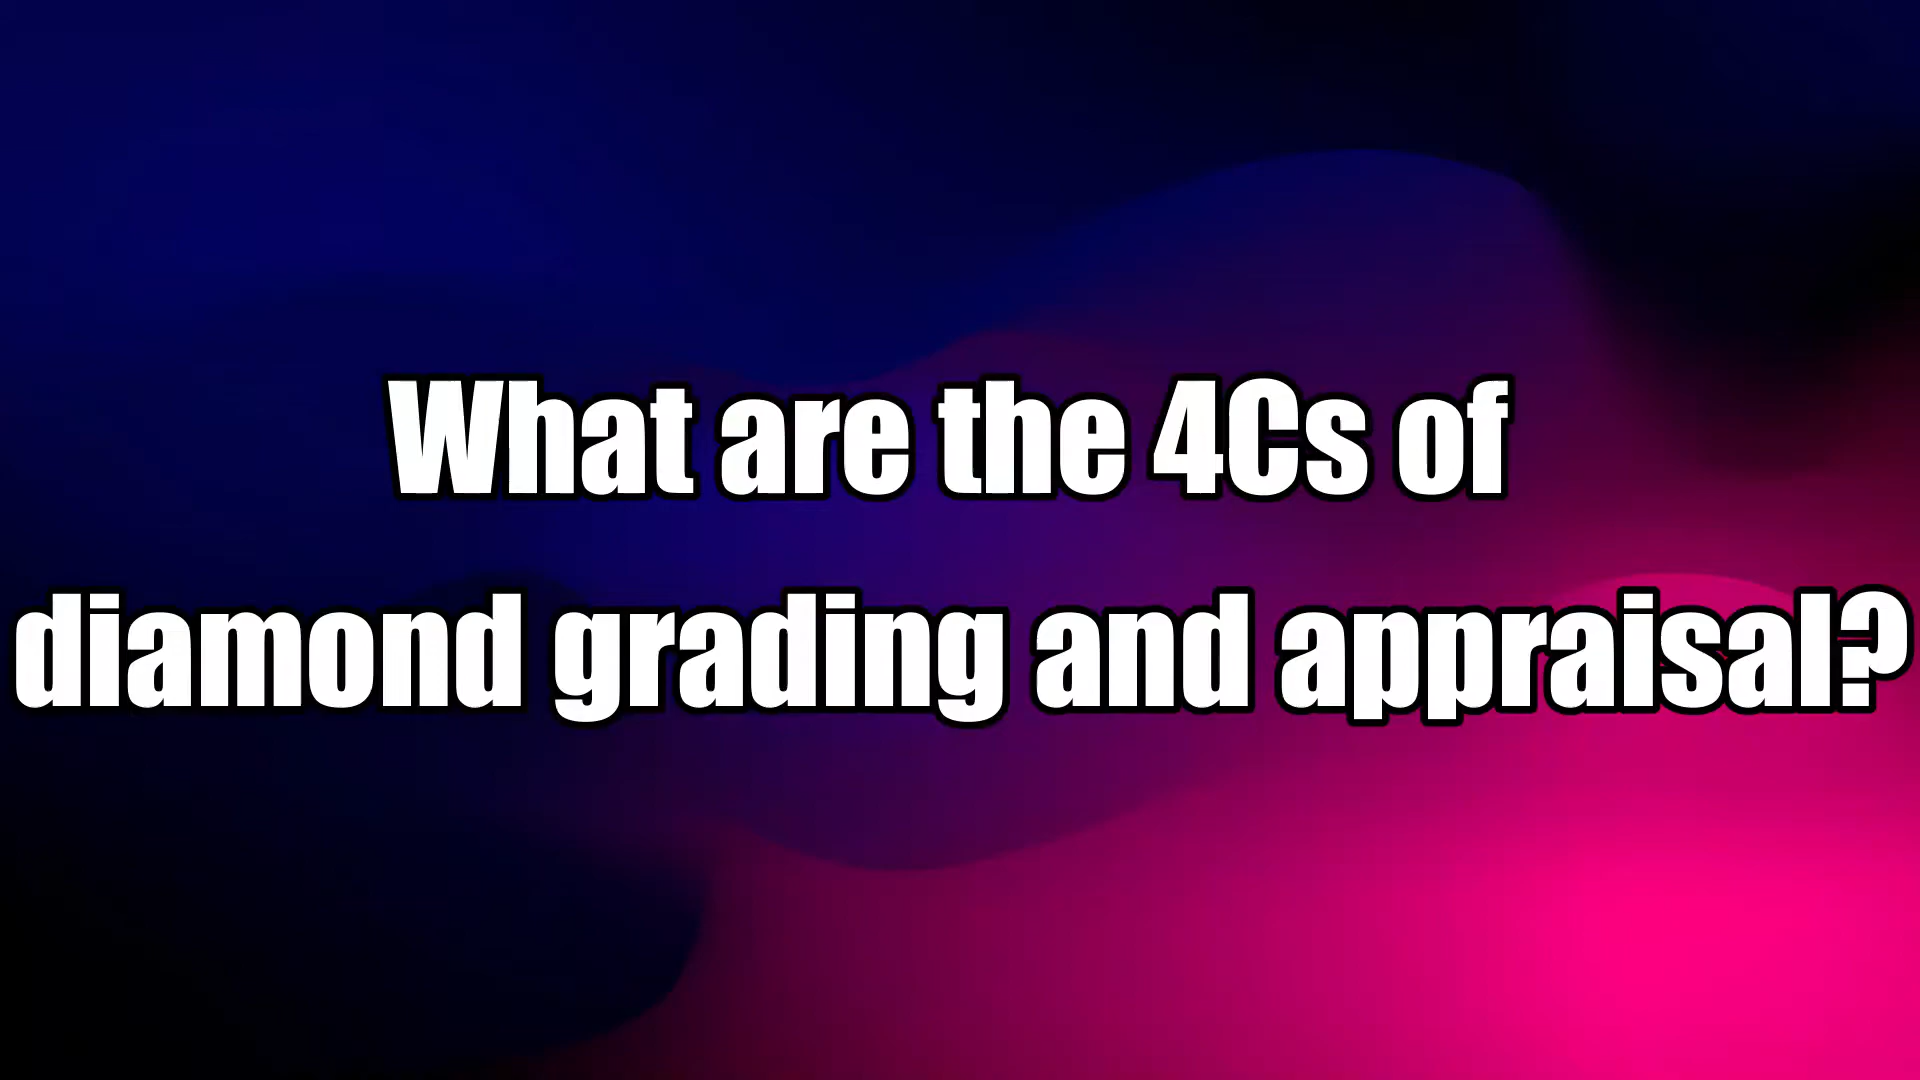 What are the 4Cs of
diamond grading and appraisal?